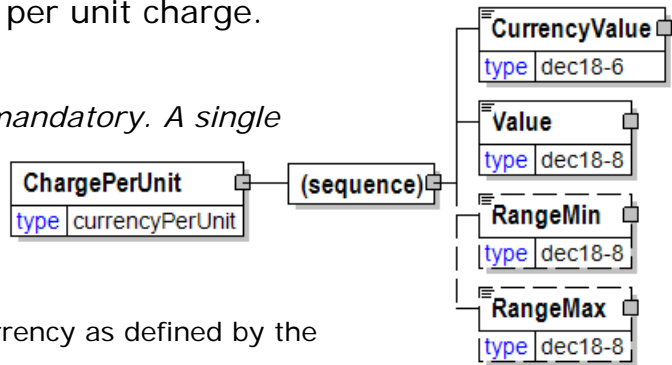 per unit charge.
CurrencyValue
type dec18-6
mandatory. A single
Value
type dec18-8
ChargePerUnit
type currencyPerUnit
(sequence)
RangeMin
type dec18-8
RangeMax
type dec18-8
rrency as defined by the